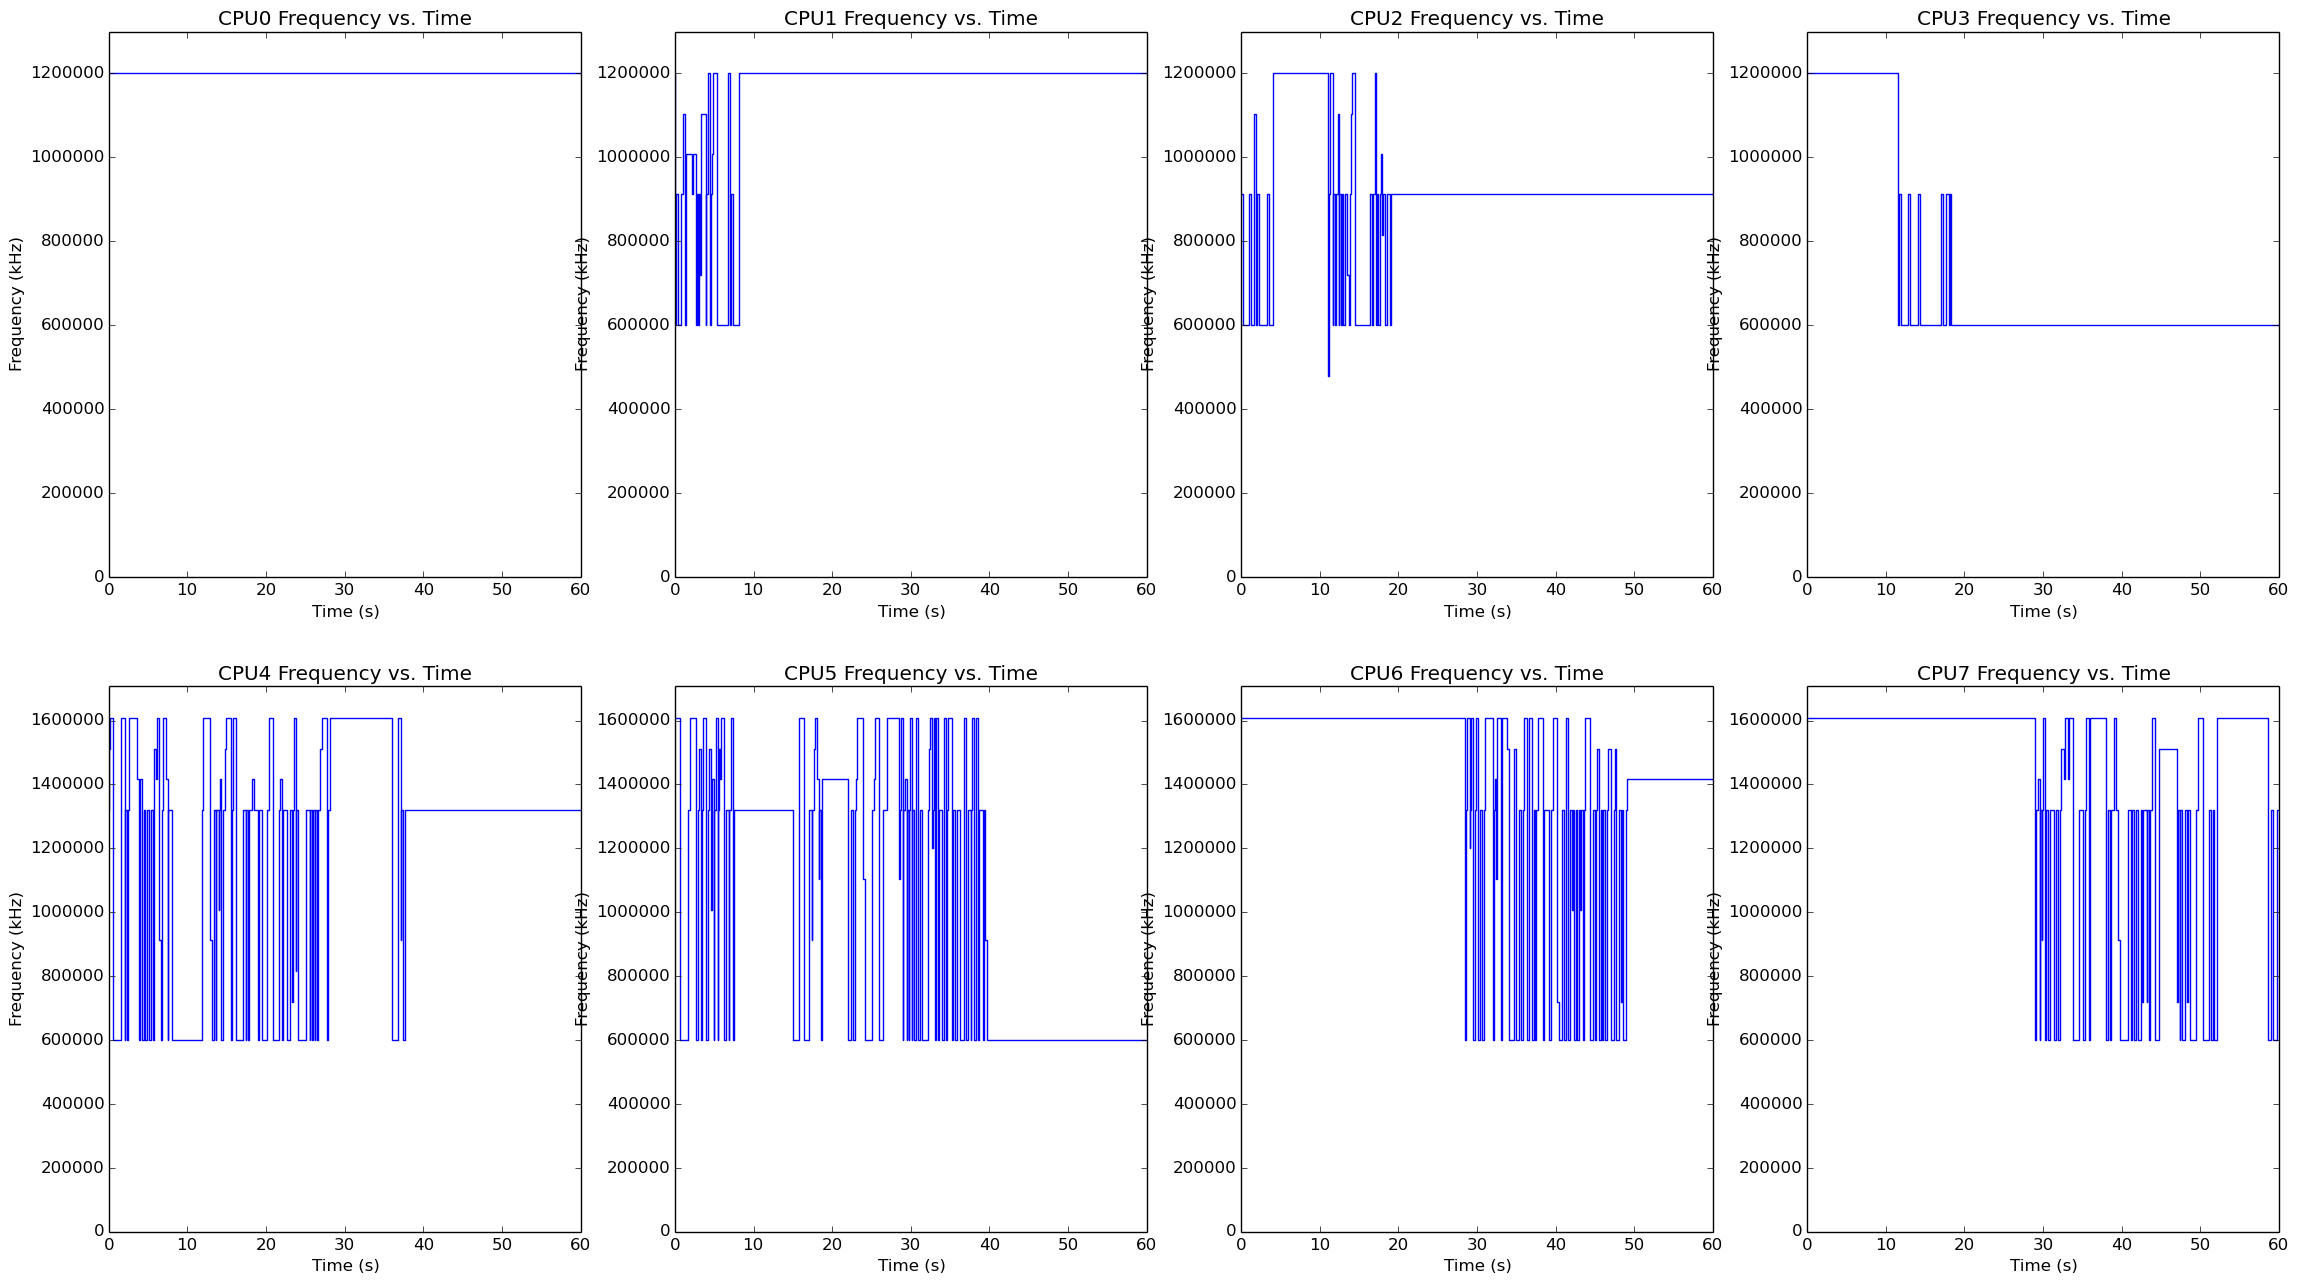 CPU0 Frequency vs. Time
1200000
1000000
800000
600000
400000
200000
0
Frequency (kHz)
0 10 20 30 40 50 60
Time (s)
CPU1 Frequency vs. Time
1200000
1000000
800000
600000
400000
200000
0
Frequency (kHz)
0 10 20 30 40 50 60
Time (s)
CPU2 Frequency vs. Time
1200000
1000000
800000
600000
400000
200000
0
Frequency (kHz)
0 10 20 30 40 50 60
Time (s)
CPU3 Frequency vs. Time
1200000
1000000
800000
600000
400000
200000
0
Frequency (kHz)
0 10 20 30 40 50 60
Time (s)
CPU4 Frequency vs. Time
1600000
1400000
1200000
1000000
800000
600000
400000
200000
0
Frequency (kHz)
0 10 20 30 40 50 60
Time (s)
CPU5 Frequency vs. Time
1600000
1400000
1200000
1000000
800000
600000
400000
200000
0
Frequency (kHz)
0 10 20 30 40 50 60
Time (s)
CPU6 Frequency vs. Time
1600000
1400000
1200000
1000000
800000
600000
400000
200000
0
Frequency (kHz)
0 10 20 30 40 50 60
Time (s)
CPU7 Frequency vs. Time
1600000
1400000
1200000
1000000
800000
600000
400000
200000
0
Frequency (kHz)
0 10 20 30 40 50 60
Time (s)